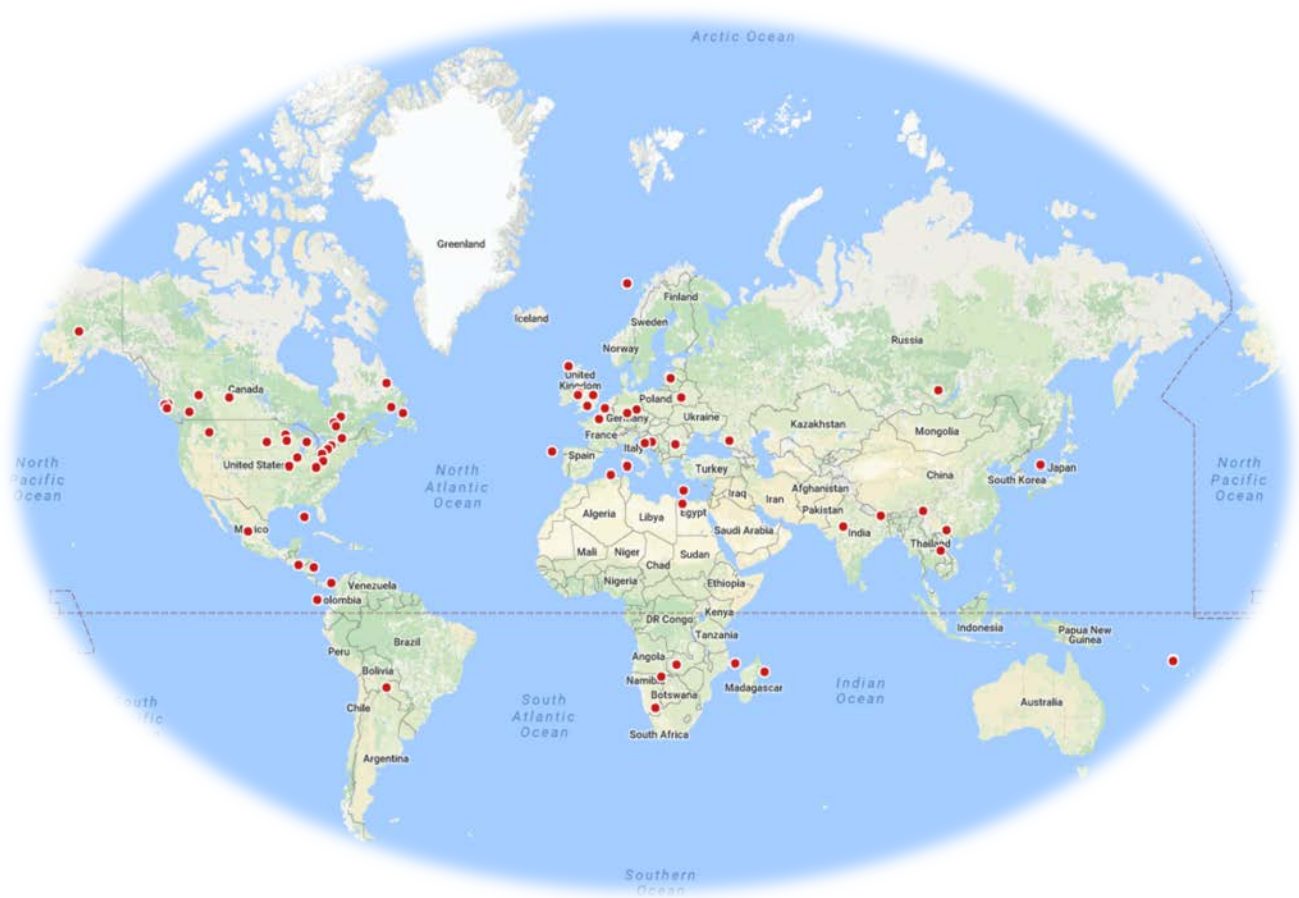 Arctic Ocean
Greenland
Iceland
Finland
Sweden
Norway
Russia
United
Kingdom
Canada
Poland
Germany
Ukraine
Kazakhstan
Mongolia
France
Italy
Spain
Turkey
North
Pacific
Ocean
United States
North
Atlantic
Ocean
China
Japan
South Korea
North
Pacific
Ocean
Afghanistan
Iraq
Iran
Pakistan
Algeria
Libya
Egypt
Saudi Arabia
India
Thailand
Mexico
Mali
Niger
Chad
Sudan
Nigeria
Ethiopia
Venezuela
olombia
DR Congo
Kenya
Tanzania
Indonesia
Papua New
Guinea
Brazil
Peru
Bolivia
Chile
Angola
Namib
Botswana
Madagascar
South Africa
Indian
Ocean
Australia
South
Atlantic
Ocean
Argentina
Southern
Ocean